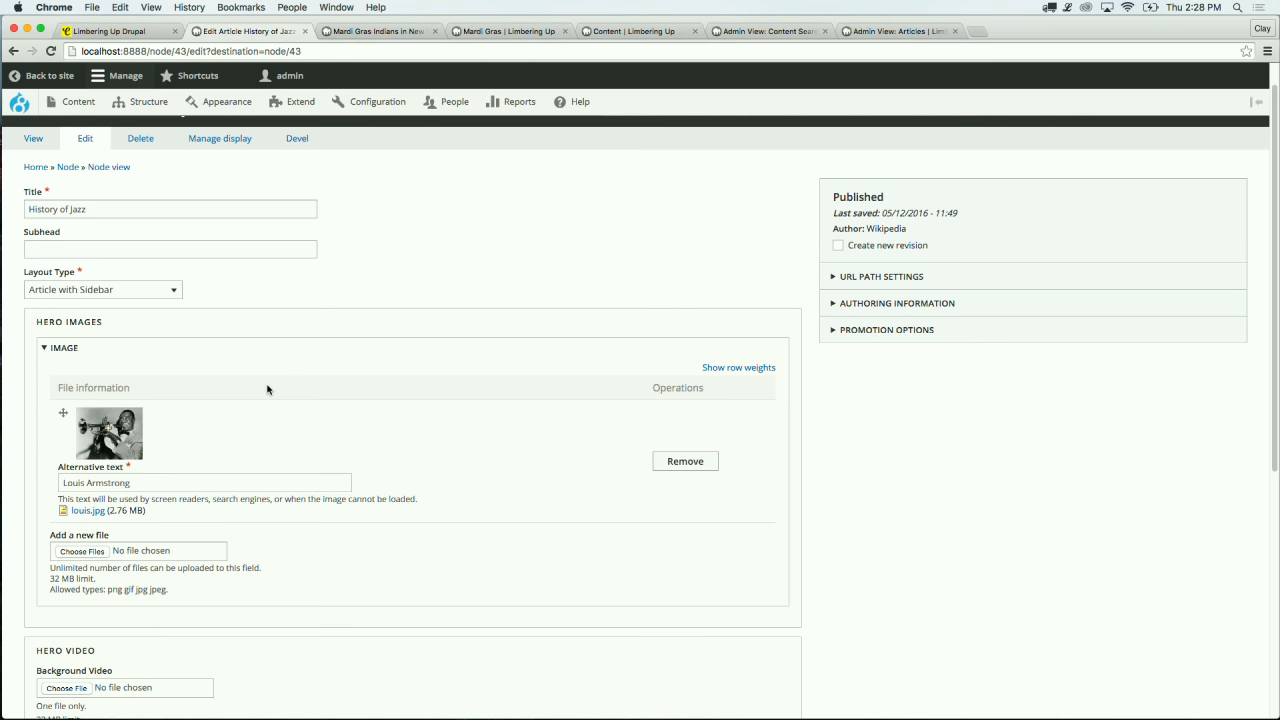 Chrome File Edit View History Bookmarks People Window Help Thu 2:28 PM
Limbering Up Drupal Edit Article History of Jazz Mardi Gras Indians in New Mardi Gras | Limbering Up Content | Limbering Up Admin View: Content Sear Admin View: Articles | Lim Clay
localhost:8888/node/43/edit?destination=node/43
Back to site Manage Shortcuts admin
Content Structure Appearance Extend Configuration People Reports Help
View Edit Delete Manage display Devel
Home » Node » Node view
Title *
History of Jazz
Subhead
Layout Type *
Article with Sidebar
HERO IMAGES
IMAGE
Show row weights
File information Operations
Alternative text *
Louis Armstrong
Remove
This text will be used by screen readers, search engines, or when the image cannot be loaded.
louis.jpg (2.76 MB)
Add a new file
Choose Files No file chosen
Unlimited number of files can be uploaded to this field.
32 MB limit.
Allowed types: png gif jpg jpeg.
HERO VIDEO
Background Video
Choose File No file chosen
One file only.
Published
Last saved: 05/12/2016 - 11:49
Author: Wikipedia
Create new revision
URL PATH SETTINGS
AUTHORING INFORMATION
PROMOTION OPTIONS